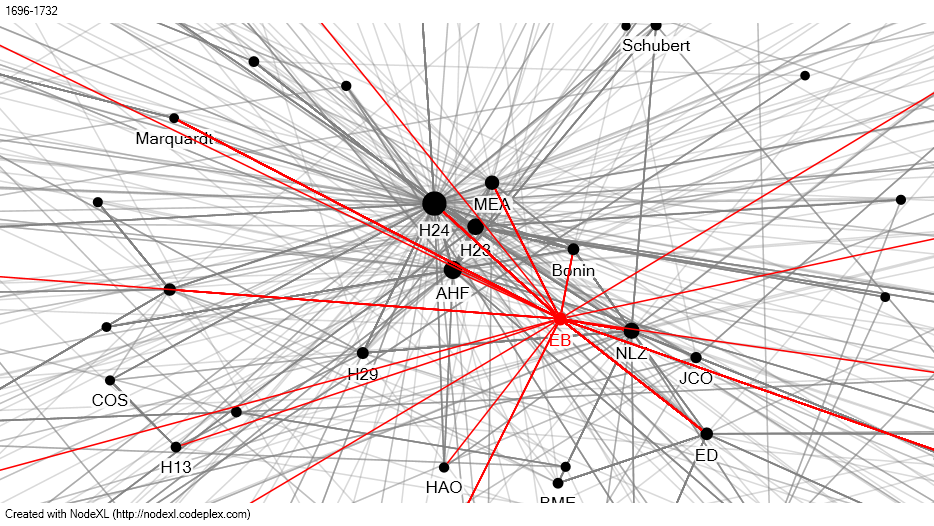 1696-1732
Schubert
Marquardt
MEA
H24
H23
Bonin
AHF
EB
NLZ
H29
JCO
COS
ED
H13
HAO
Created with NodeXL (http://nodexl.codeplex.com)